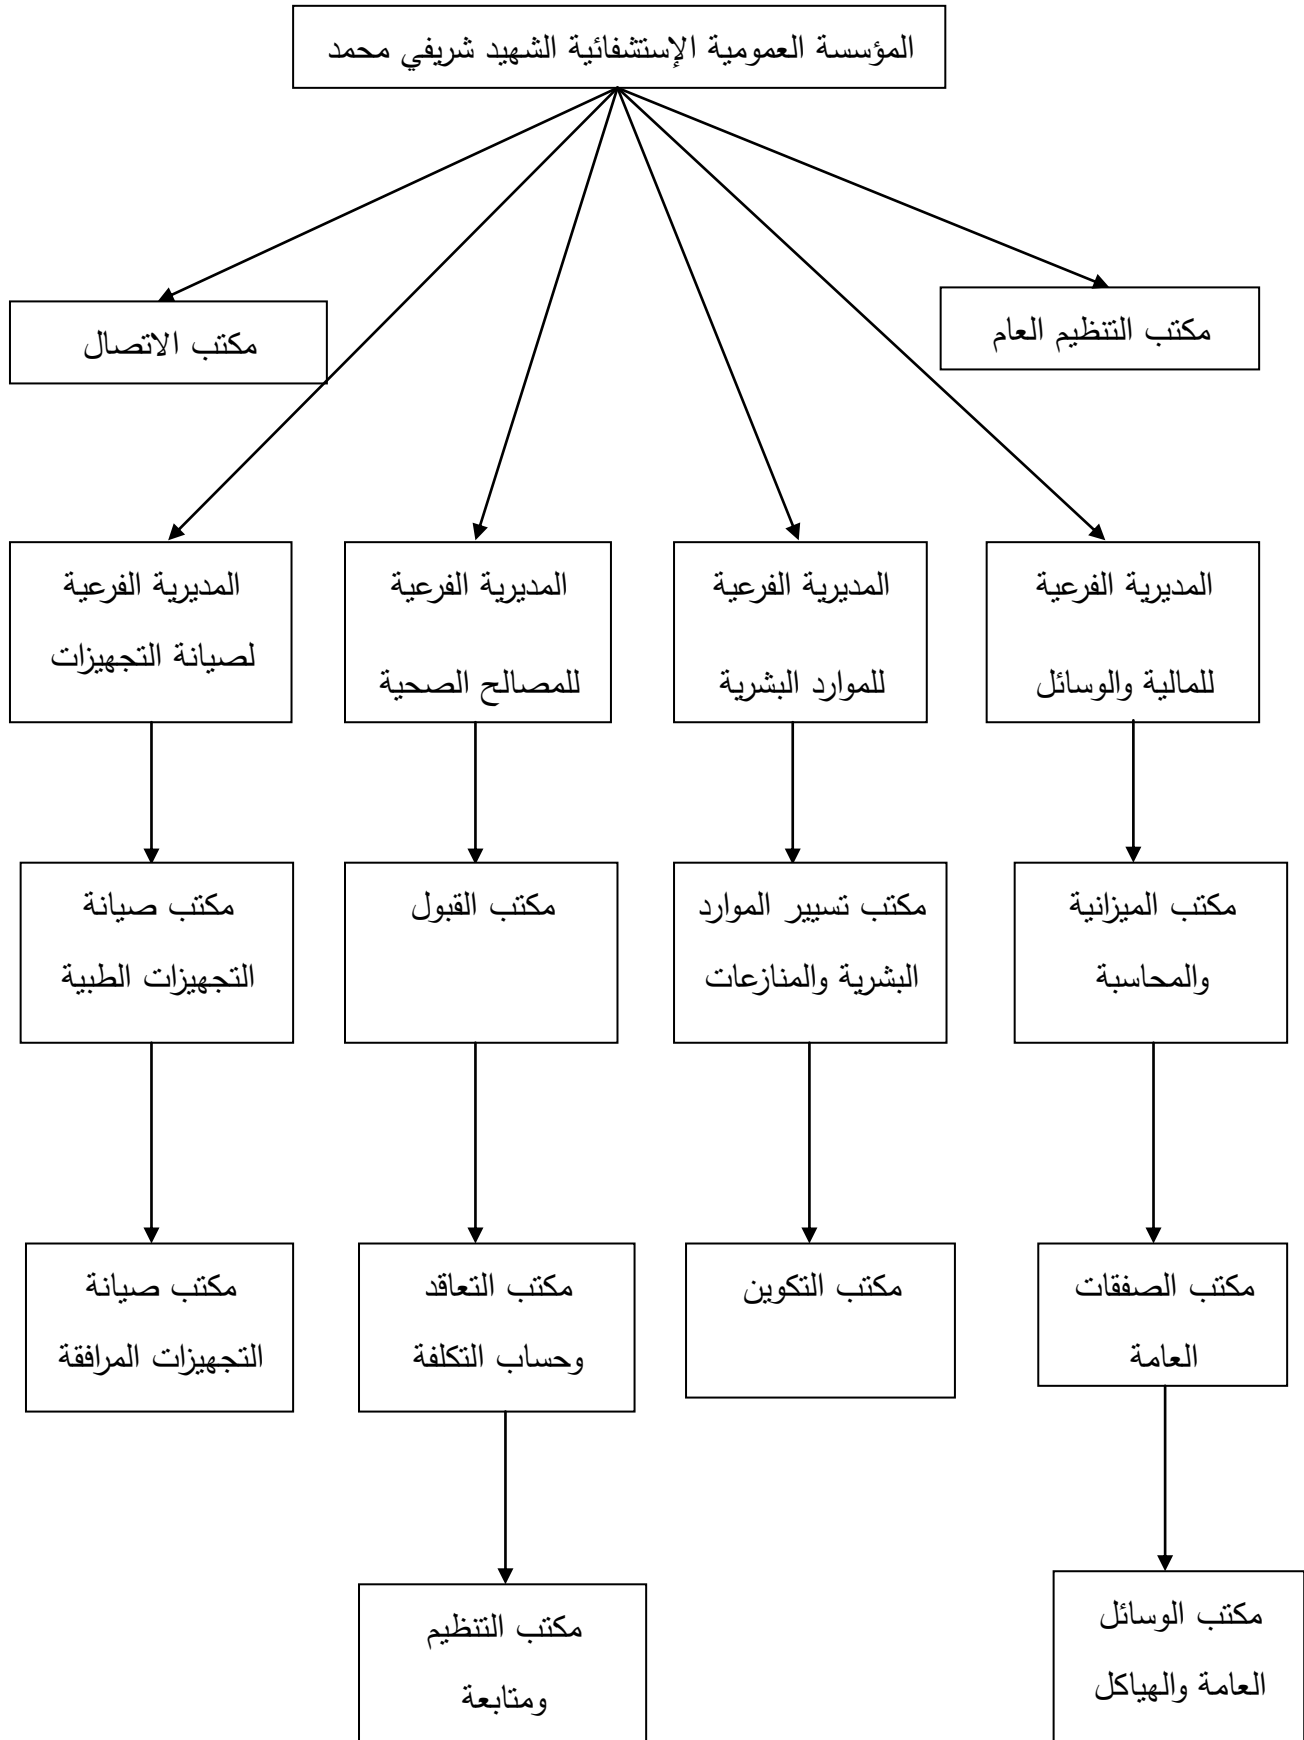 المؤسسة العمومية الإستشفائية الشهيد شريفي محمد
مكتب التنظيم العام
مكتب الاتصال
المديرية الفرعية
للمالية والوسائل
المديرية الفرعية
للموارد البشرية
المديرية الفرعية
للمصالح الصحية
المديرية الفرعية
لصيانة التجهيزات
مكتب الميزانية
والمحاسبة
مكتب تسيير الموارد
البشرية والمنازعات
مكتب القبول
مكتب صيانة
التجهيزات الطبية
مكتب الصفقات
العامة
مكتب التكوين
مكتب التعاقد
وحساب التكلفة
مكتب صيانة
التجهيزات المرافقة
مكتب الوسائل
العامة والهياكل
مكتب التنظيم
ومتابعة